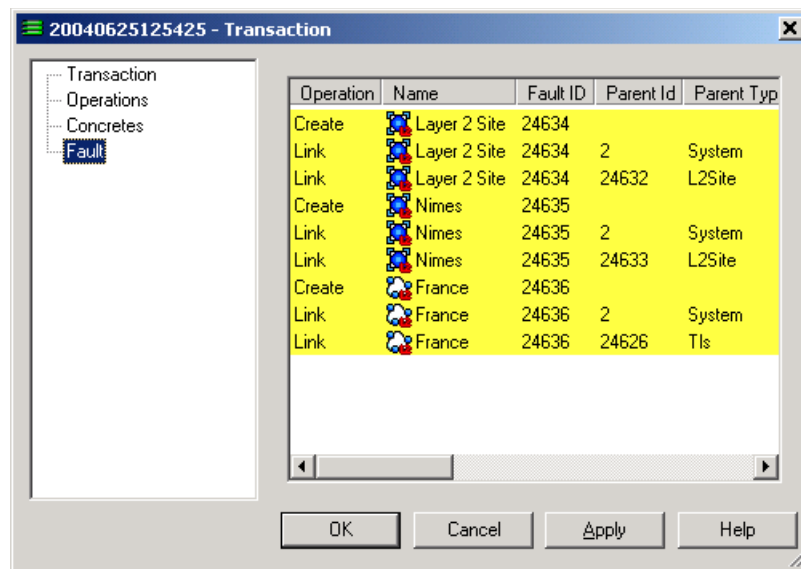 20040625125425 - Transaction
Transaction
Operations
Concretes
Fault
Operation Name Fault ID Parent Id Parent Typ
Create Layer 2 Site 24634
Link Layer 2 Site 24634 2 System
Link Layer 2 Site 24634 24632 L2Site
Create Nimes 24635
Link Nimes 24635 2 System
Link Nimes 24635 24633 L2Site
Create France 24636
Link France 24636 2 System
Link France 24636 24626 Tls
OK Cancel Apply Help